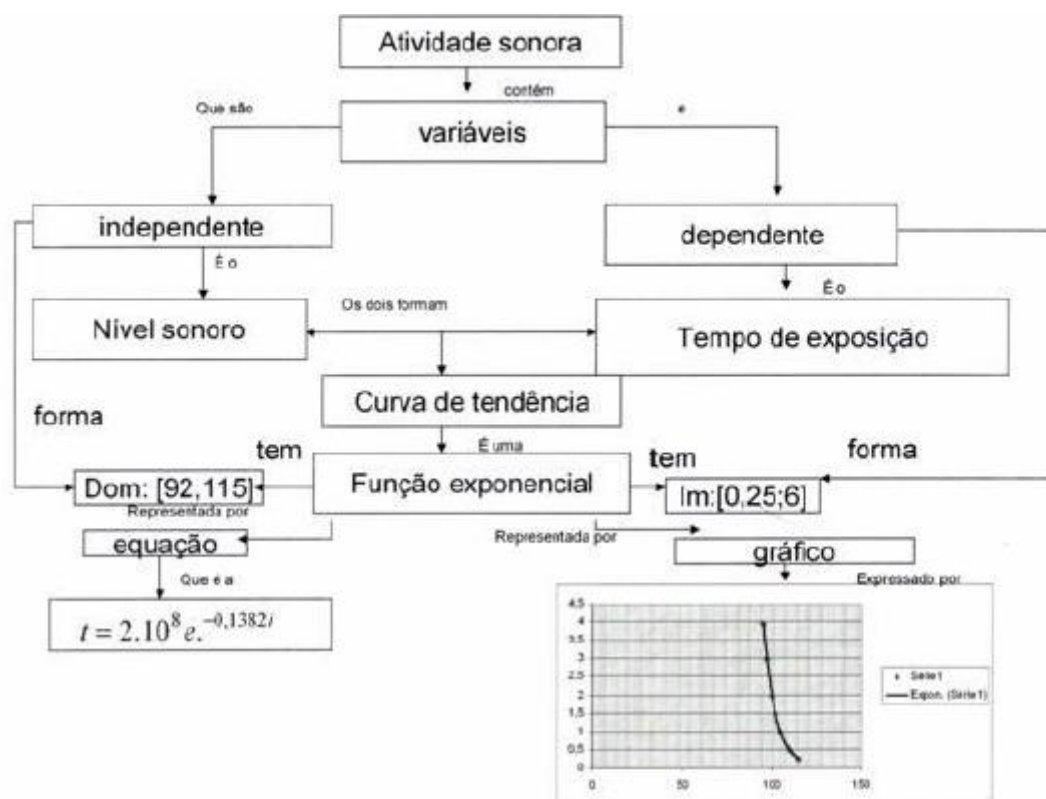 Atividade sonora
contém
Que são
variáveis
e
independente
dependente
É o
É o
Nível sonoro
Os dois formam
Tempo de exposição
Curva de tendência
forma
É uma
tem
Função exponencial
tem
forma
Dom: [92,115]
Im:[0,25;6]
Representada por
Representada por
equação
gráfico
Que é a
Expressado por
t = 2.10⁸ e.⁻⁰,¹³⁸²ⁱ
4,5
4
3,5
3
2,5
2
1,5
1
0,5
0
Série1
Expon. (Série1)
0 50 100 150